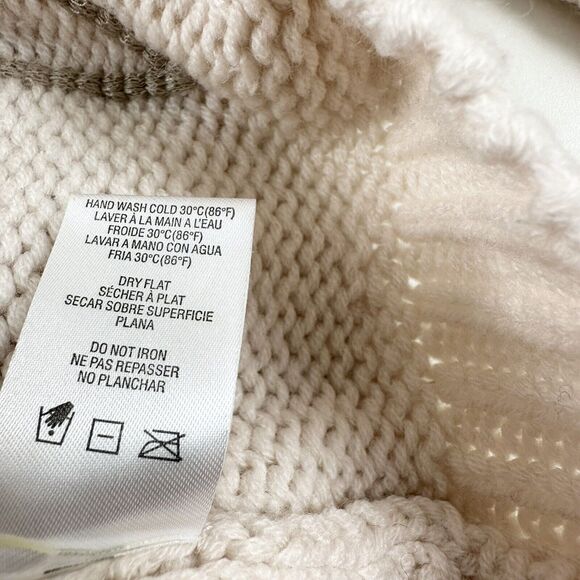 HAND WASH COLD 30°C(86°F)
LAVER À LA MAIN A L'EAU
FROIDE 30°C(86°F)
LAVAR A MANO CON AGUA
FRIA 30°C(86°F)
DRY FLAT
SÉCHER À PLAT
SECAR SOBRE SUPERFICIE
PLANA
DO NOT IRON
NE PAS REPASSER
NO PLANCHAR